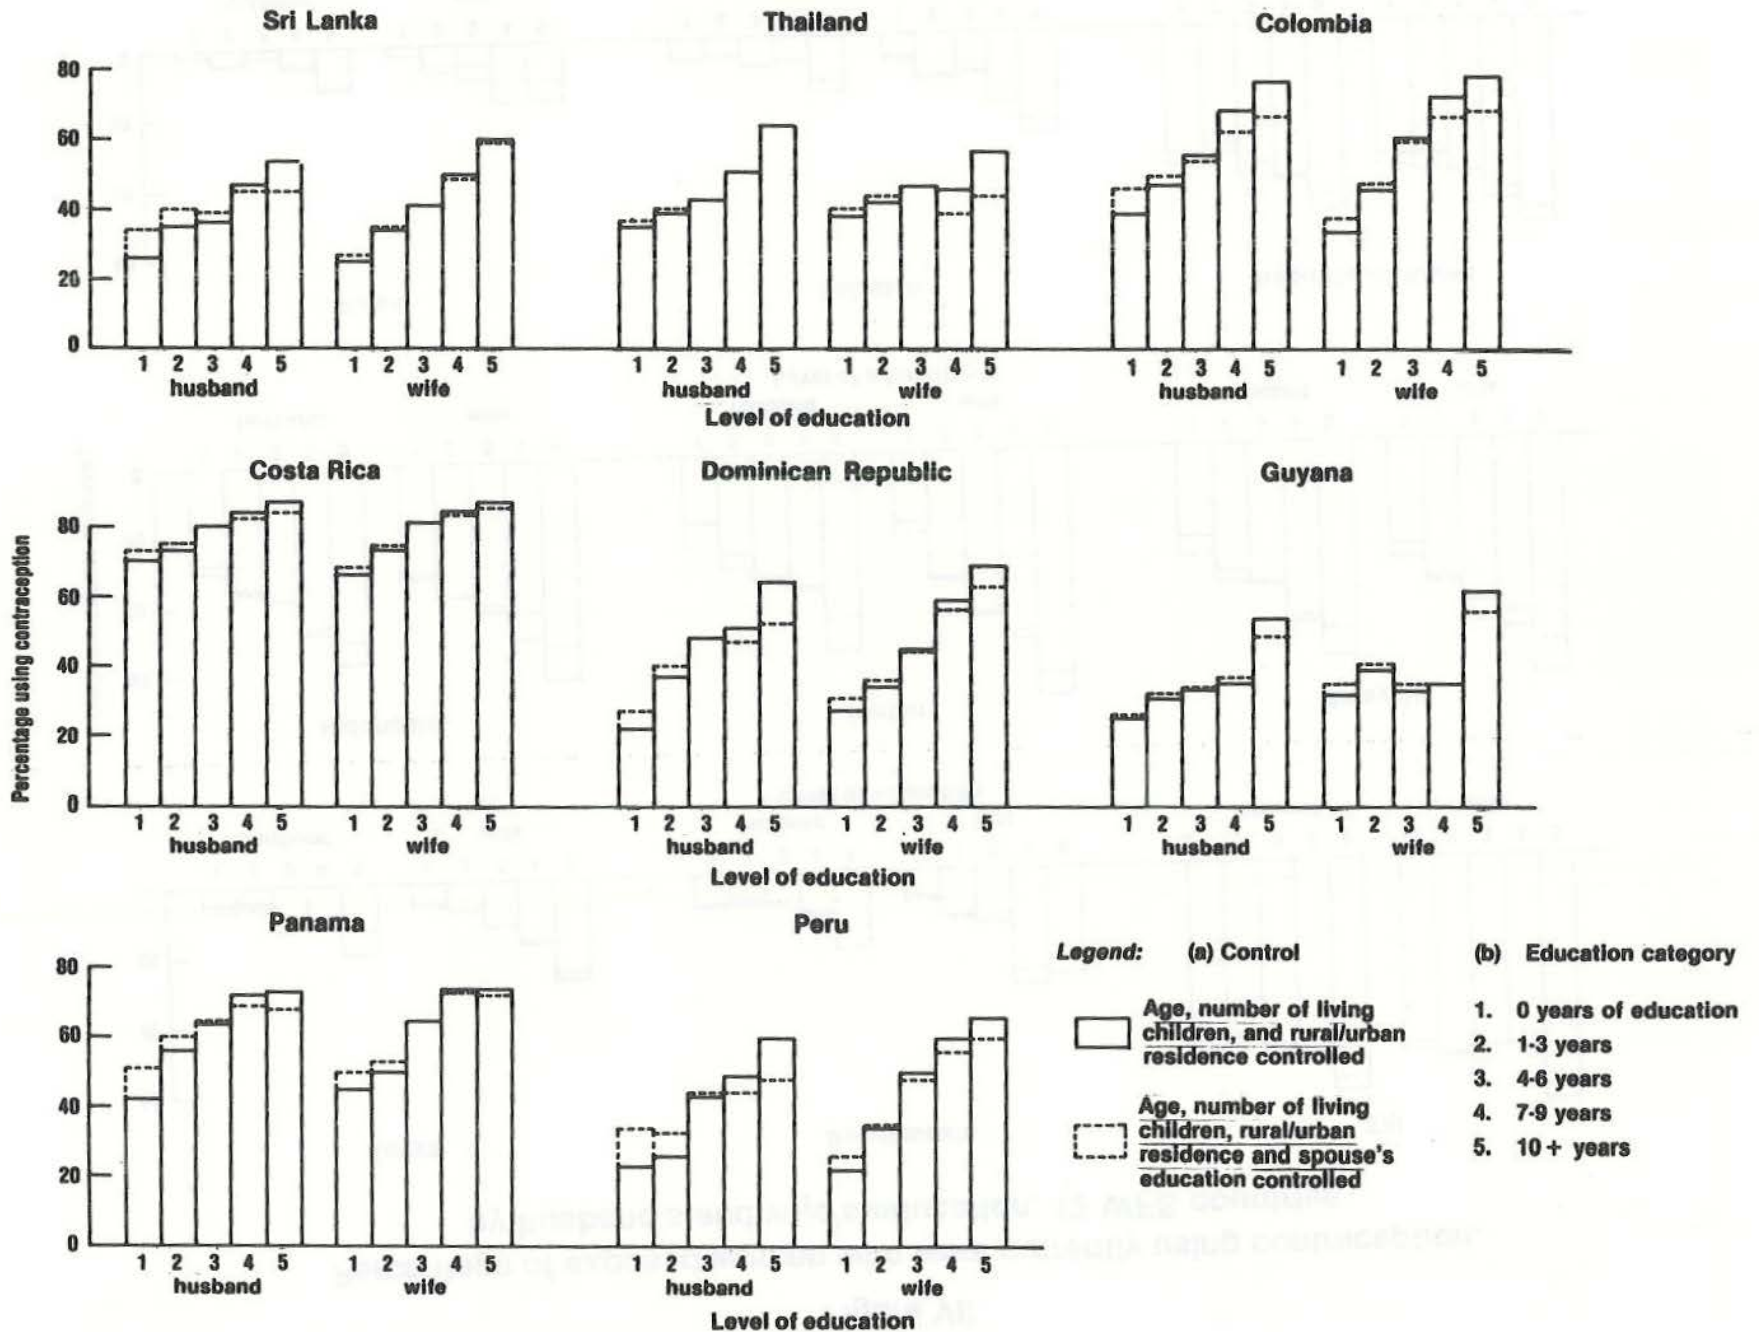 Sri Lanka
Thailand
Colombia
80
60
40
20
0
1 2 3 4 5 1 2 3 4 5
husband wife
1 2 3 4 5 1 2 3 4 5
husband wife
1 2 3 4 5 1 2 3 4 5
husband wife
Level of education
Costa Rica
Dominican Republic
Guyana
Percentage using contraception
80
60
40
20
0
1 2 3 4 5 1 2 3 4 5
husband wife
1 2 3 4 5 1 2 3 4 5
husband wife
1 2 3 4 5 1 2 3 4 5
husband wife
Level of education
Panama
Peru
80
60
40
20
0
1 2 3 4 5 1 2 3 4 5
husband wife
1 2 3 4 5 1 2 3 4 5
husband wife
Level of education
Legend: (a) Control
Age, number of living
children, and rural/urban
residence controlled
Age, number of living
children, rural/urban
residence and spouse's
education controlled
(b) Education category
1. 0 years of education
2. 1-3 years
3. 4-6 years
4. 7-9 years
5. 10+ years